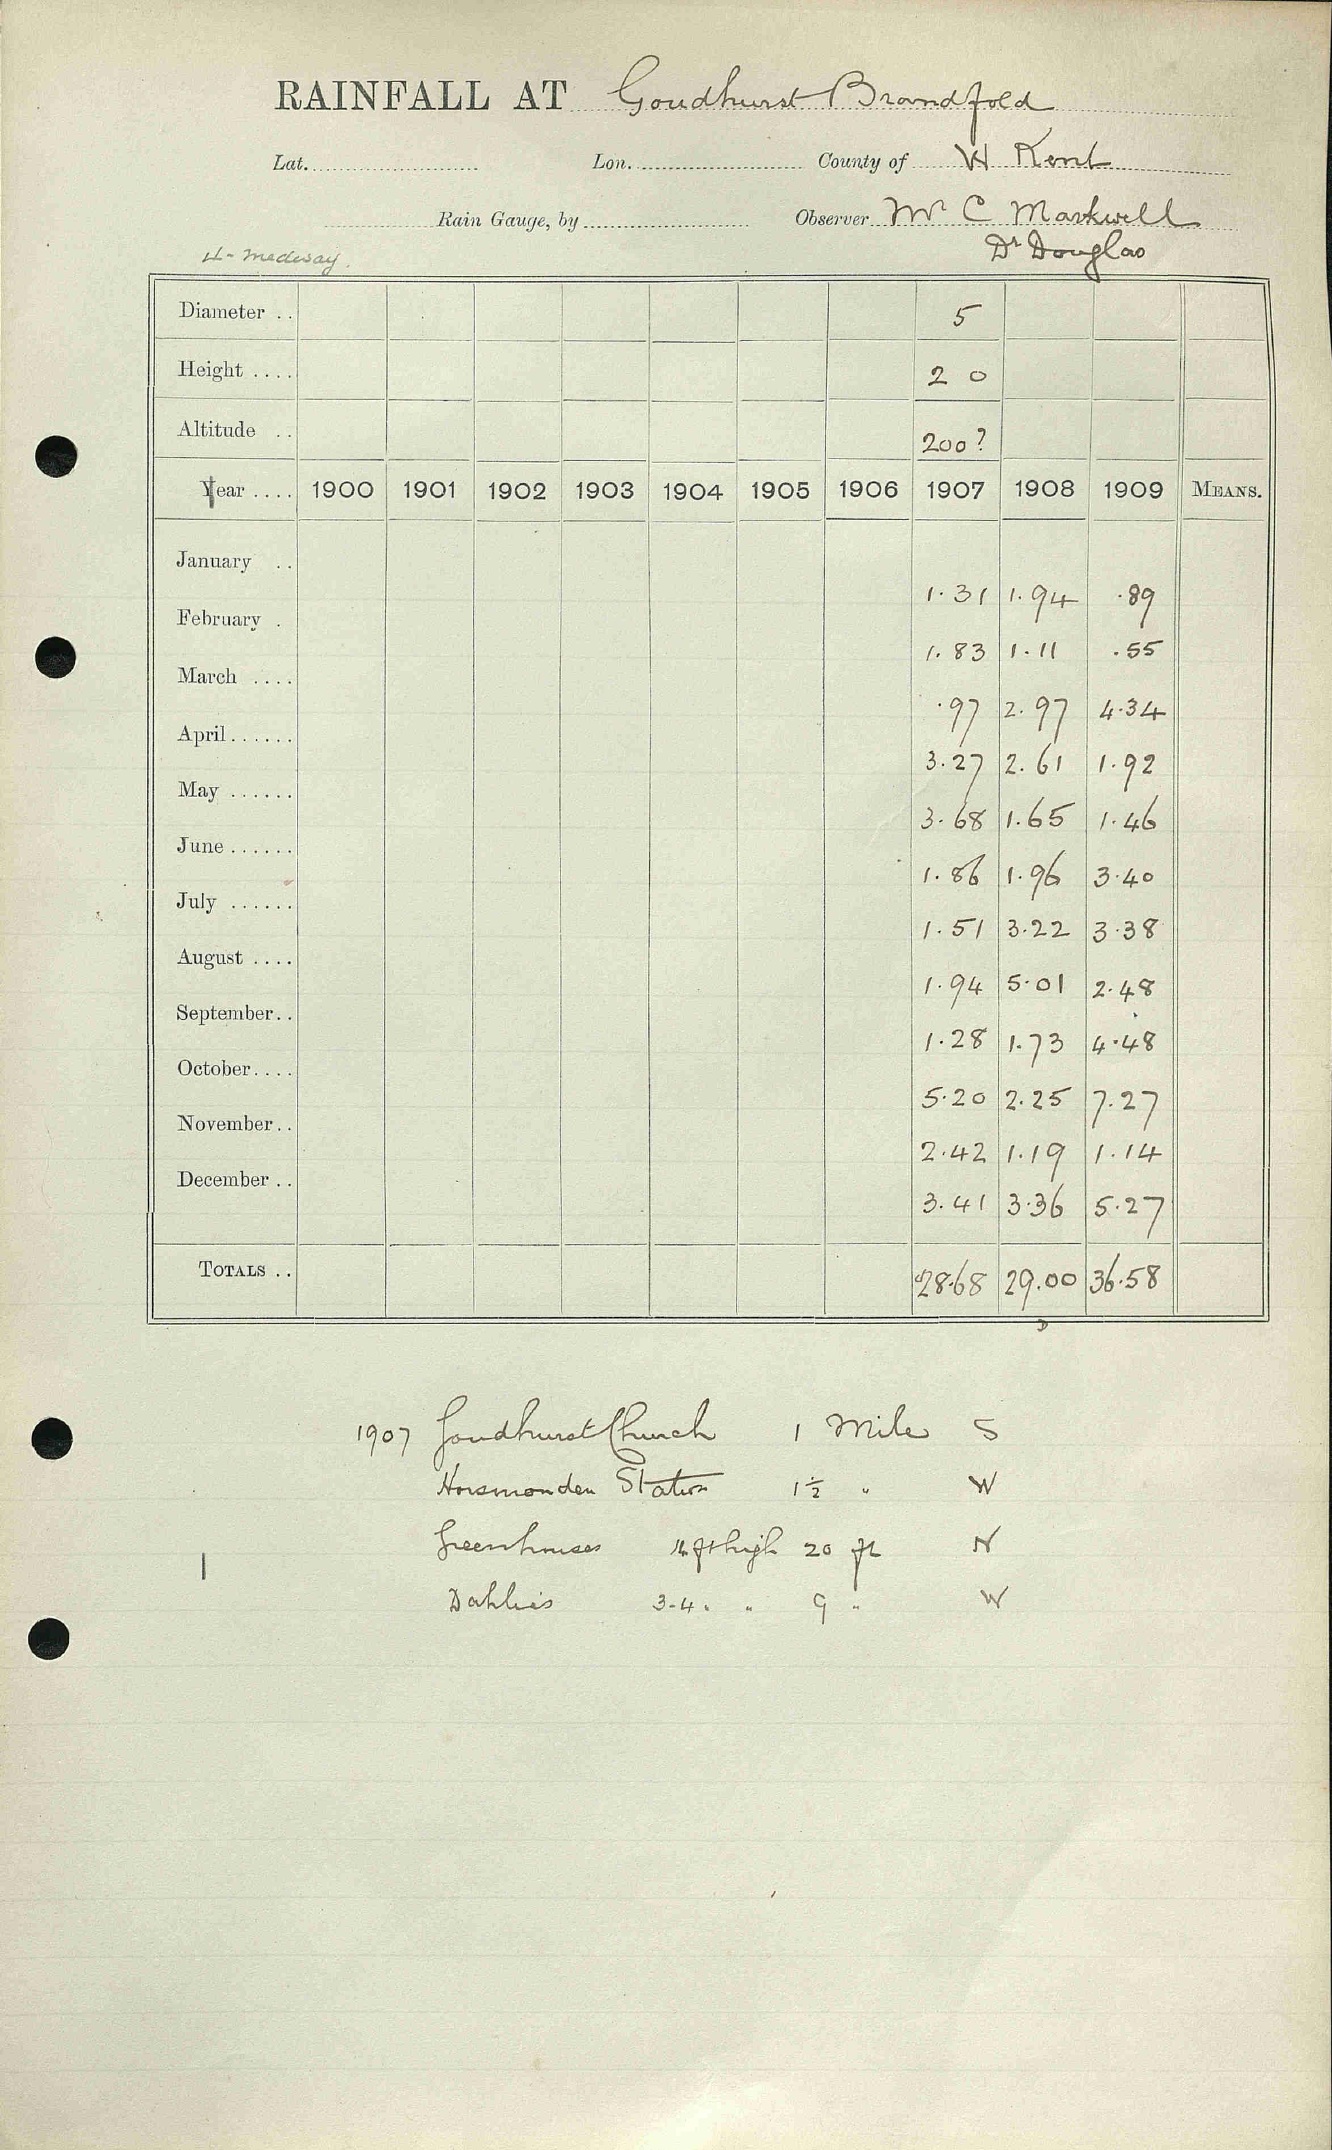 RAINFALL AT Goudhurst Brandfold
Lat. Lon. County of W Kent
Rain Gauge, by Observer Mr C Markwell
Dr Douglas
4 - Medway
Diameter .. 5
Height .... 2 0
Altitude .. 200?
Year .... 1900 1901 1902 1903 1904 1905 1906 1907 1908 1909 MEANS.
January .. 1.31 1.94 .89
February . 1.83 1.11 .55
March .... .97 2.97 4.34
April ...... 3.27 2.61 1.92
May ...... 3.68 1.65 1.46
June ...... 1.86 1.96 3.40
July ...... 1.51 3.22 3.38
August .... 1.94 5.01 2.48
September.. 1.28 1.73 4.48
October.... 5.20 2.25 7.27
November.. 2.42 1.19 1.14
December .. 3.41 3.36 5.27
TOTALS .. 28.68 29.00 36.58
1907 Goudhurst Church 1 Mile S
Horsmonden Station 1½ " W
Greenhouses ft high 20 ft N
Dahlias 3-4 " " 9 " W